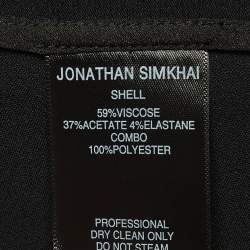 JONATHAN SIMKHAI
SHELL
59%VISCOSE
37%ACETATE 4%ELASTANE
COMBO
100%POLYESTER
PROFESSIONAL
DRY CLEAN ONLY
DO NOT STEAM